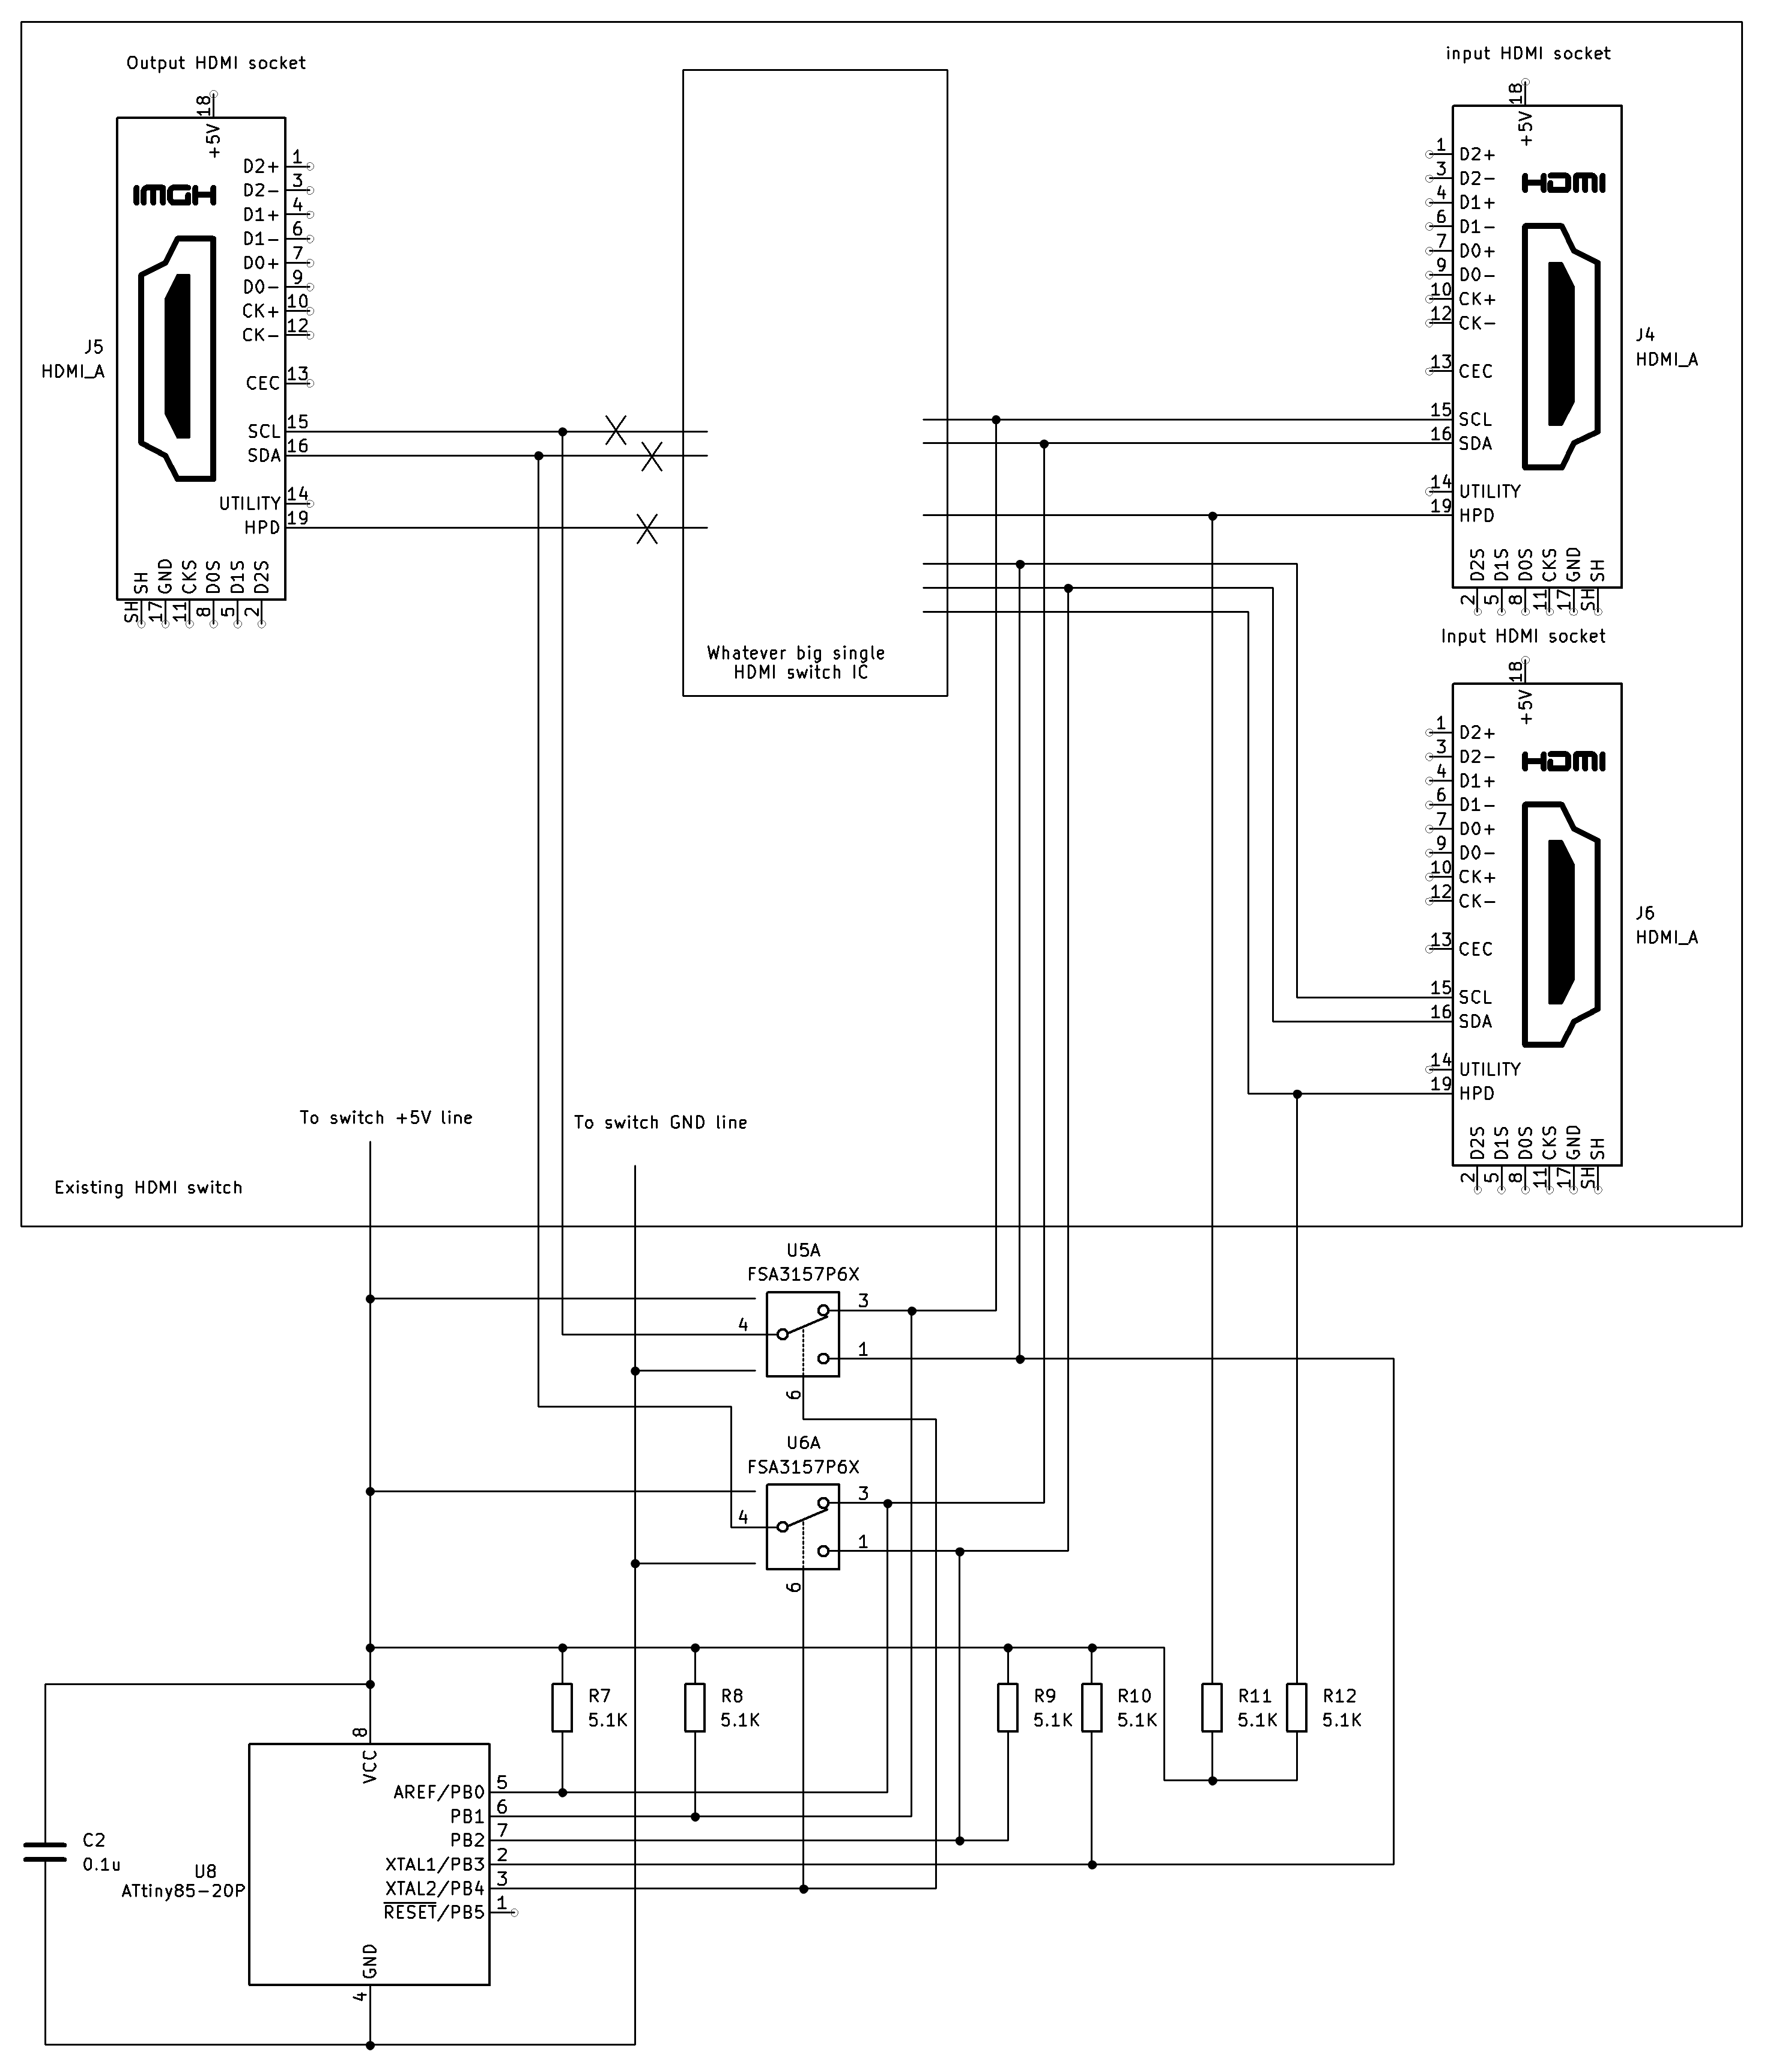 Output HDMI socket
18
+5V
D2+ 1
D2- 3
D1+ 4
D1- 6
D0+ 7
D0- 9
CK+ 10
CK- 12
CEC 13
SCL 15
SDA 16
UTILITY 14
HPD 19
HDMI
J5
HDMI_A
SH GND CKS D0S D1S D2S
SH 17 11 8 5 2
Whatever big single
HDMI switch IC
input HDMI socket
18
+5V
1 D2+
3 D2-
4 D1+
6 D1-
7 D0+
9 D0-
10 CK+
12 CK-
13 CEC
15 SCL
16 SDA
14 UTILITY
19 HPD
HDMI
J4
HDMI_A
D2S D1S D0S CKS GND SH
2 5 8 11 17 SH
Input HDMI socket
18
+5V
1 D2+
3 D2-
4 D1+
6 D1-
7 D0+
9 D0-
10 CK+
12 CK-
13 CEC
15 SCL
16 SDA
14 UTILITY
19 HPD
HDMI
J6
HDMI_A
D2S D1S D0S CKS GND SH
2 5 8 11 17 SH
To switch +5V line
To switch GND line
Existing HDMI switch
U5A
FSA3157P6X
3
4
1
6
U6A
FSA3157P6X
3
4
1
6
R7
5.1K
R8
5.1K
R9
5.1K
R10
5.1K
R11
5.1K
R12
5.1K
8
VCC
AREF/PB0 5
PB1 6
PB2 7
XTAL1/PB3 2
XTAL2/PB4 3
RESET/PB5 1
GND
4
C2
0.1u
U8
ATtiny85-20P